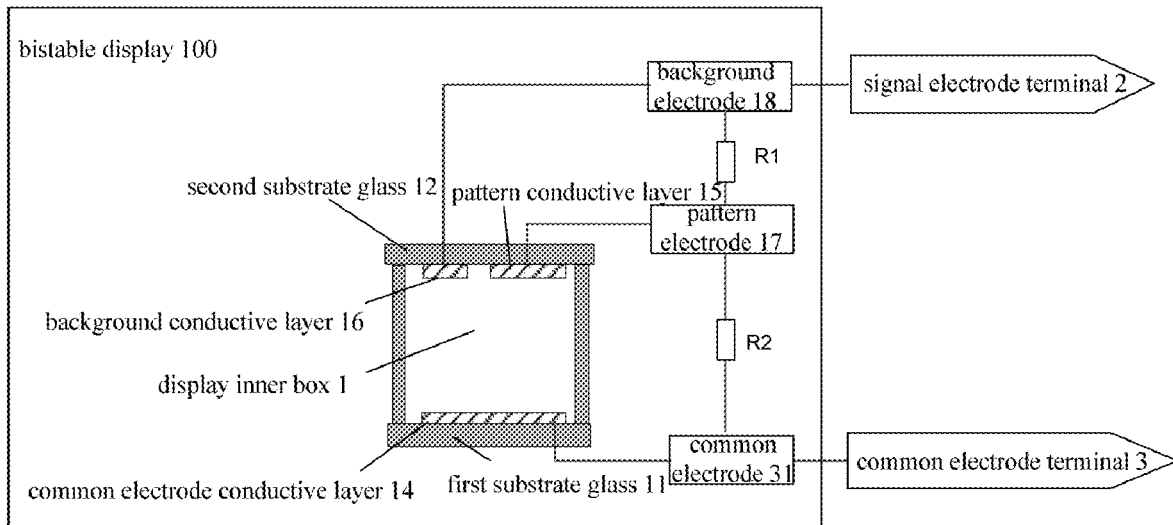 bistable display 100
background
electrode 18
signal electrode terminal 2
R1
second substrate glass 12
pattern conductive layer 15
pattern
electrode 17
background conductive layer 16
R2
display inner box 1
common
electrode 31
common electrode terminal 3
common electrode conductive layer 14
first substrate glass 11